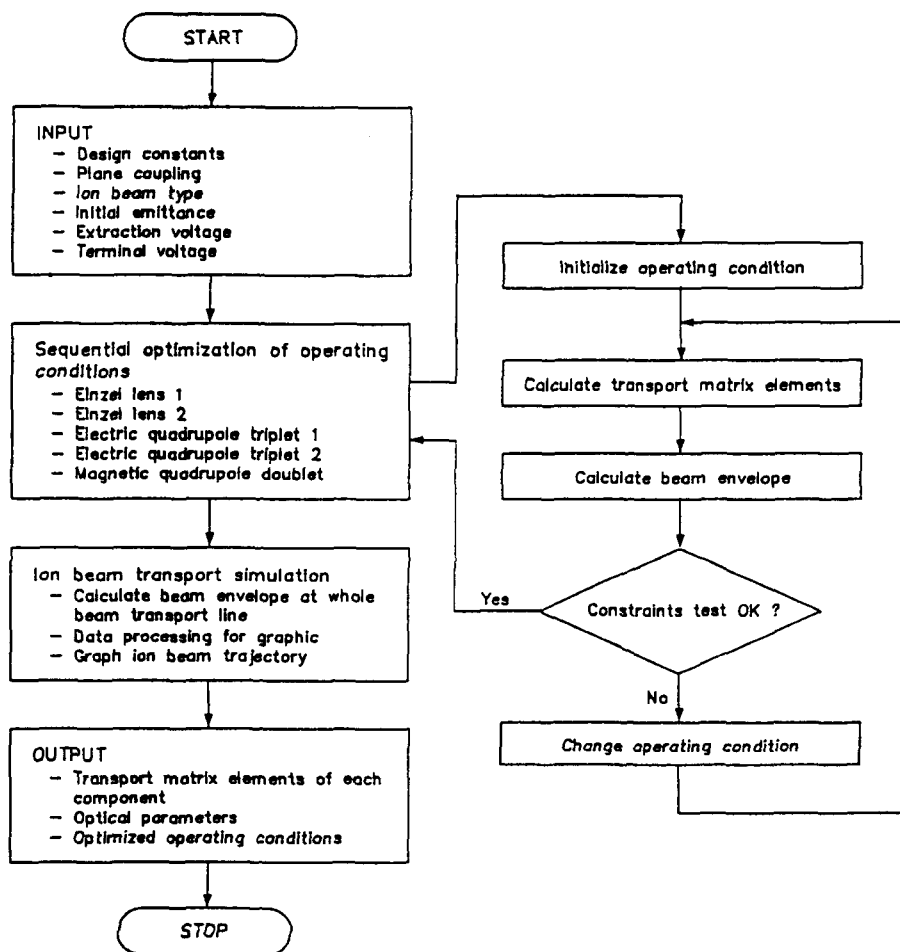 START
INPUT
– Design constants
– Plane coupling
– Ion beam type
– Initial emittance
– Extraction voltage
– Terminal voltage
Sequential optimization of operating
conditions
– Einzel lens 1
– Einzel lens 2
– Electric quadrupole triplet 1
– Electric quadrupole triplet 2
– Magnetic quadrupole doublet
Ion beam transport simulation
– Calculate beam envelope at whole
beam transport line
– Data processing for graphic
– Graph ion beam trajectory
OUTPUT
– Transport matrix elements of each
component
– Optical parameters
– Optimized operating conditions
STOP
Initialize operating condition
Calculate transport matrix elements
Calculate beam envelope
Constraints test OK ?
Yes
No
Change operating condition